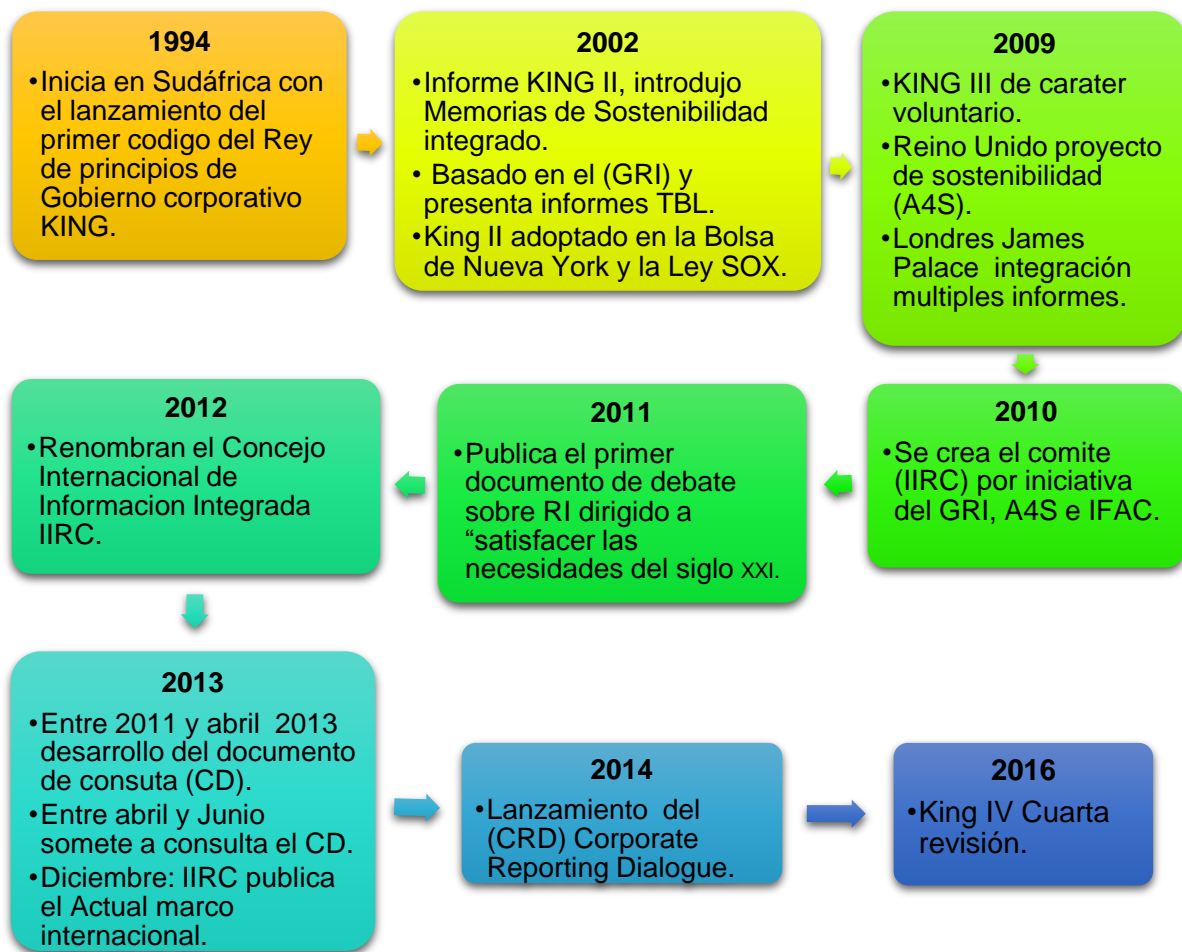 1994
•Inicia en Sudáfrica con
el lanzamiento del
primer codigo del Rey
de principios de
Gobierno corporativo
KING.
2002
•Informe KING II, introdujo
Memorias de Sostenibilidad
integrado.
• Basado en el (GRI) y
presenta informes TBL.
•King II adoptado en la Bolsa
de Nueva York y la Ley SOX.
2009
•KING III de carater
voluntario.
•Reino Unido proyecto
de sostenibilidad
(A4S).
•Londres James
Palace integración
multiples informes.
2010
•Se crea el comite
(IIRC) por iniciativa
del GRI, A4S e IFAC.
2011
•Publica el primer
documento de debate
sobre RI dirigido a
“satisfacer las
necesidades del siglo XXI.
2012
•Renombran el Concejo
Internacional de
Informacion Integrada
IIRC.
2013
•Entre 2011 y abril 2013
desarrollo del documento
de consuta (CD).
•Entre abril y Junio
somete a consulta el CD.
•Diciembre: IIRC publica
el Actual marco
internacional.
2014
•Lanzamiento del
(CRD) Corporate
Reporting Dialogue.
2016
•King IV Cuarta
revisión.